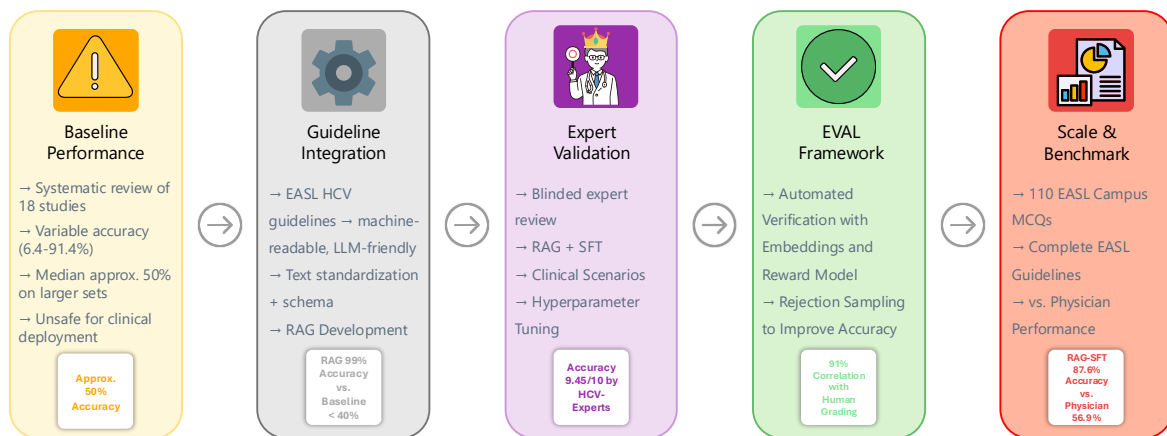 Baseline
Performance
→ Systematic review of
18 studies
→ Variable accuracy
(6.4-91.4%)
→ Median approx. 50%
on larger sets
→ Unsafe for clinical
deployment
Approx.
50%
Accuracy
Guideline
Integration
→ EASL HCV
guidelines → machine-
readable, LLM-friendly
→ Text standardization
+ schema
→ RAG Development
RAG 99%
Accuracy
vs.
Baseline
< 40%
Expert
Validation
→ Blinded expert
review
→ RAG + SFT
→ Clinical Scenarios
→ Hyperparameter
Tuning
Accuracy
9.45/10 by
HCV-
Experts
EVAL
Framework
→ Automated
Verification with
Embeddings and
Reward Model
→ Rejection Sampling
to Improve Accuracy
91%
Correlation
with
Human
Grading
Scale &
Benchmark
→ 110 EASL Campus
MCQs
→ Complete EASL
Guidelines
→ vs. Physician
Performance
RAG-SFT
87.6%
Accuracy
vs.
Physician
56.9%